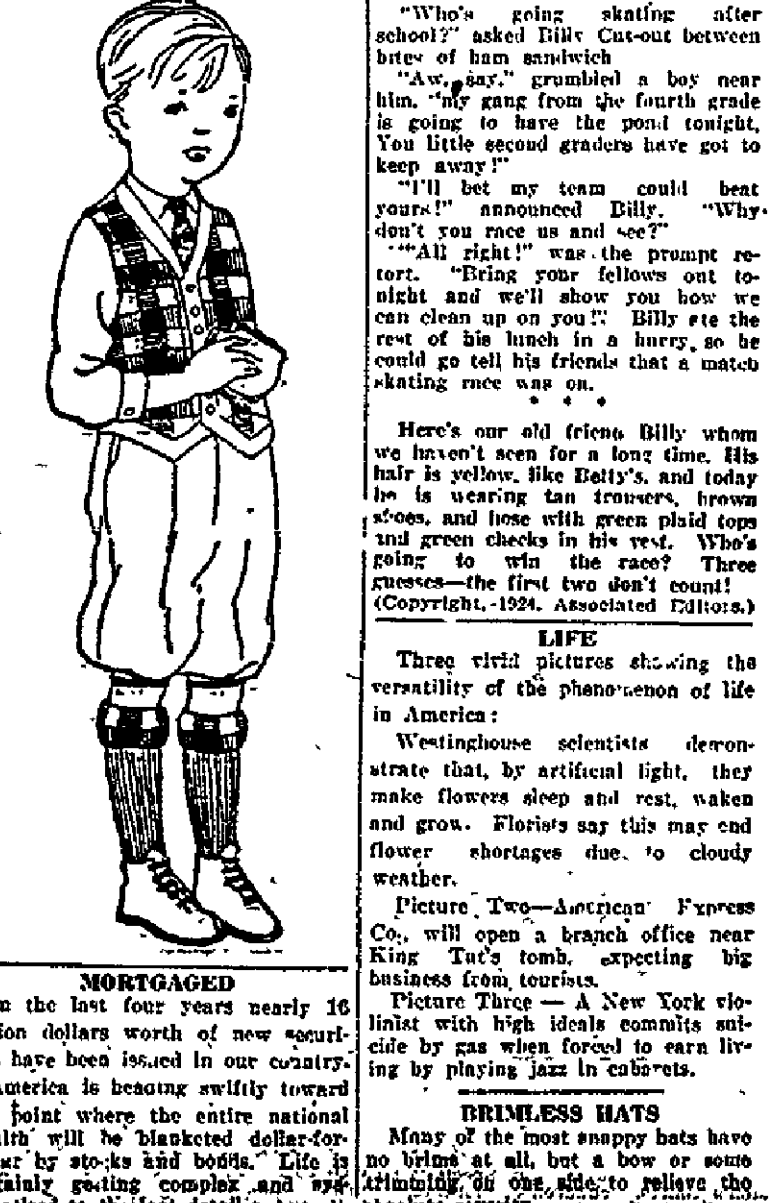 MORTGAGED
the last four years nearly 16
dollars worth of new securi-
have been issued in our country.
America is heading swiftly toward
point where the entire national
will be blanketed dollar-for-
by stocks and bonds. Life is
getting complex and
"Who's going skating after
school?" asked Billy Cut-out between
bites of ham sandwich
"Aw, say," grumbled a boy near
him. "my gang from the fourth grade
is going to have the pond tonight.
You little second graders have got to
keep away!"
"I'll bet my team could beat
yours!" announced Billy. "Why-
don't you race us and see?"
"All right!" was the prompt re-
tort. "Bring your fellows out to-
night and we'll show you how we
can clean up on you!" Billy ate the
rest of his lunch in a hurry, so he
could go tell his friends that a match
skating race was on.
* * *
Here's our old friend Billy whom
we haven't seen for a long time. His
hair is yellow, like Betty's, and today
he is wearing tan trousers, brown
shoes, and hose with green plaid tops
and green checks in his vest. Who's
going to win the race? Three
guesses—the first two don't count!
(Copyright, 1924, Associated Editors.)
LIFE
Three vivid pictures showing the
versatility of the phenomenon of life
in America:
Westinghouse scientists demon-
strate that, by artificial light, they
make flowers sleep and rest, waken
and grow. Florists say this may end
flower shortages due to cloudy
weather.
Picture Two—American Express
Co., will open a branch office near
King Tut's tomb, expecting big
business from tourists.
Picture Three — A New York vio-
linist with high ideals commits sui-
cide by gas when forced to earn liv-
ing by playing jazz in cabarets.
BRIMLESS HATS
Many of the most snappy hats have
no brims at all, but a bow or some
trimming on one side to relieve the